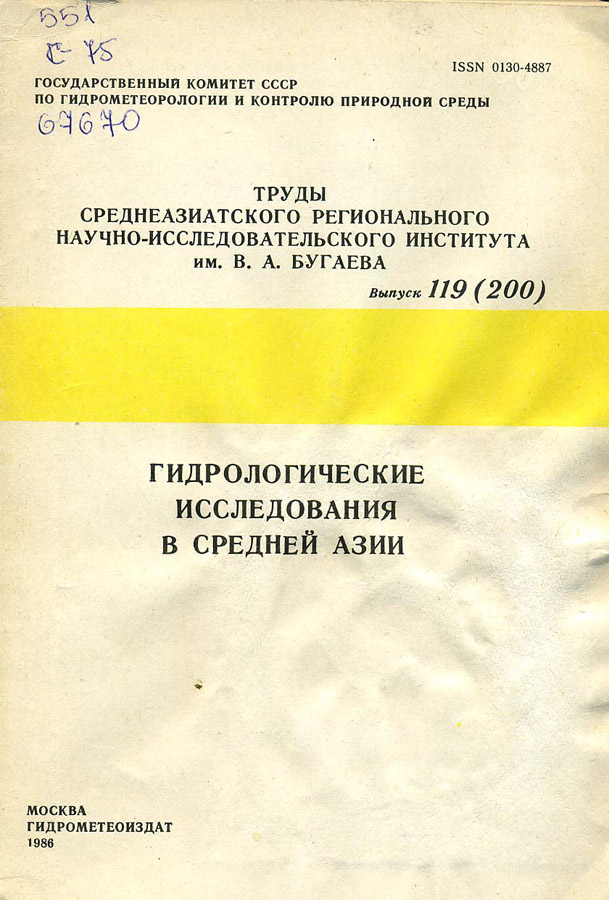 551
С-75
ISSN 0130-4887
ГОСУДАРСТВЕННЫЙ КОМИТЕТ СССР
ПО ГИДРОМЕТЕОРОЛОГИИ И КОНТРОЛЮ ПРИРОДНОЙ СРЕДЫ
67670
ТРУДЫ
СРЕДНЕАЗИАТСКОГО РЕГИОНАЛЬНОГО
НАУЧНО-ИССЛЕДОВАТЕЛЬСКОГО ИНСТИТУТА
им. В. А. БУГАЕВА
Выпуск 119 (200)
ГИДРОЛОГИЧЕСКИЕ
ИССЛЕДОВАНИЯ
В СРЕДНЕЙ АЗИИ
МОСКВА
ГИДРОМЕТЕОИЗДАТ
1986